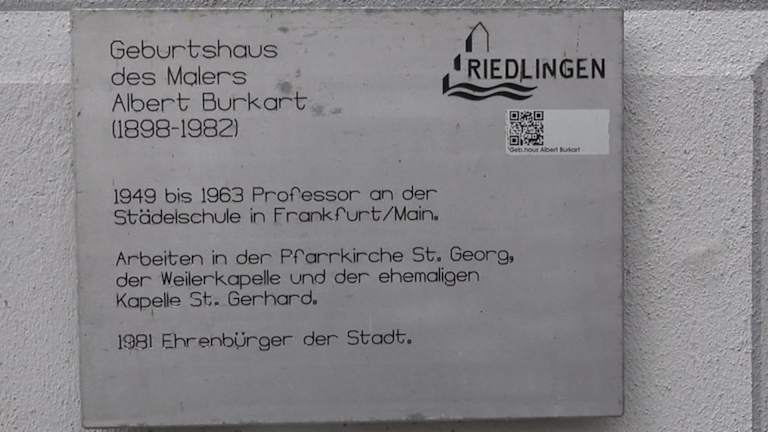 Geburtshaus
des Malers
Albert Burkart
(1898-1982)
RIEDLINGEN
Geb.haus Albert Burkart
1949 bis 1963 Professor an der
Städelschule in Frankfurt/Main.
Arbeiten in der Pfarrkirche St. Georg,
der Weilerkapelle und der ehemaligen
Kapelle St. Gerhard.
1981 Ehrenbürger der Stadt.